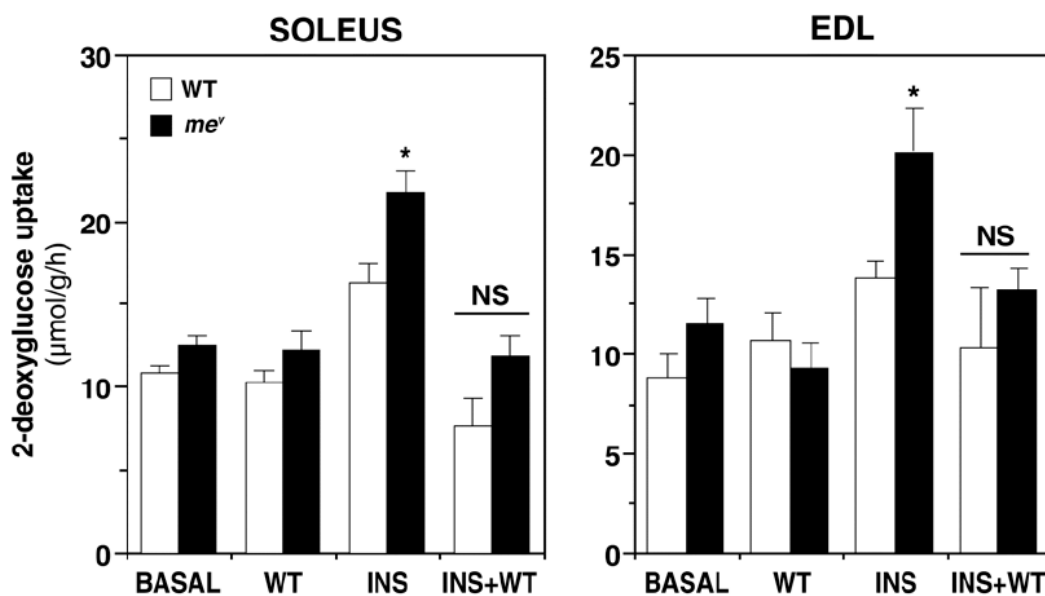 SOLEUS
30
20
10
0
WT
me^v
*
NS
2-deoxyglucose uptake
(μmol/g/h)
BASAL WT INS INS+WT
EDL
25
20
15
10
5
0
*
NS
BASAL WT INS INS+WT